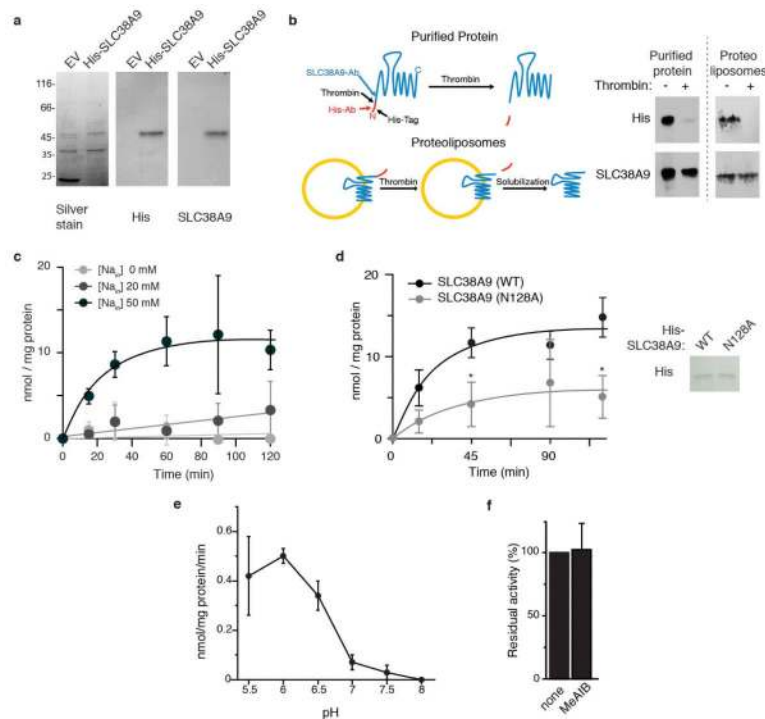 a
EV
His-SLC38A9
EV
His-SLC38A9
EV
His-SLC38A9
116-
66-
45-
35-
25-
Silver
stain
His
SLC38A9
b
Purified Protein
SLC38A9-Ab
C
Thrombin
Thrombin
His-Ab
N
His-Tag
Proteoliposomes
Thrombin
Solubilization
Purified
protein
Proteo
liposomes
Thrombin: - + - +
His
SLC38A9
c
[Na_in] 0 mM
[Na_in] 20 mM
[Na_in] 50 mM
nmol / mg protein
20
10
0
0 20 40 60 80 100 120
Time (min)
d
SLC38A9 (WT)
SLC38A9 (N128A)
nmol / mg protein
20
15
10
5
0
* *
0 45 90
Time (min)
His-
SLC38A9:
WT
N128A
His
e
nmol/mg protein/min
0.6
0.4
0.2
0
5.5 6 6.5 7 7.5 8
pH
f
Residual activity (%)
100
50
0
none
MeAIB